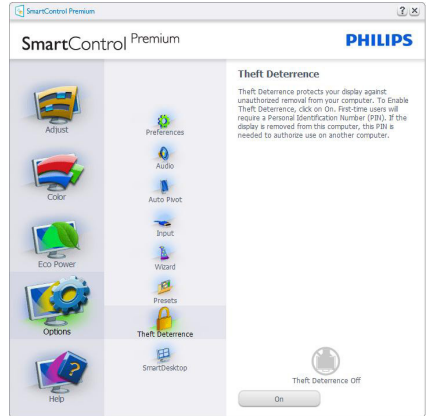 SmartControl Premium
SmartControl Premium
PHILIPS
Adjust
Color
Eco Power
Options
Help
Preferences
Audio
Auto Pivot
Input
Wizard
Presets
Theft Deterrence
SmartDesktop
Theft Deterrence
Theft Deterrence protects your display against
unauthorized removal from your computer. To Enable
Theft Deterrence, click on On. First-time users will
require a Personal Identification Number (PIN). If the
display is removed from this computer, this PIN is
needed to authorize use on another computer.
Theft Deterrence Off
On